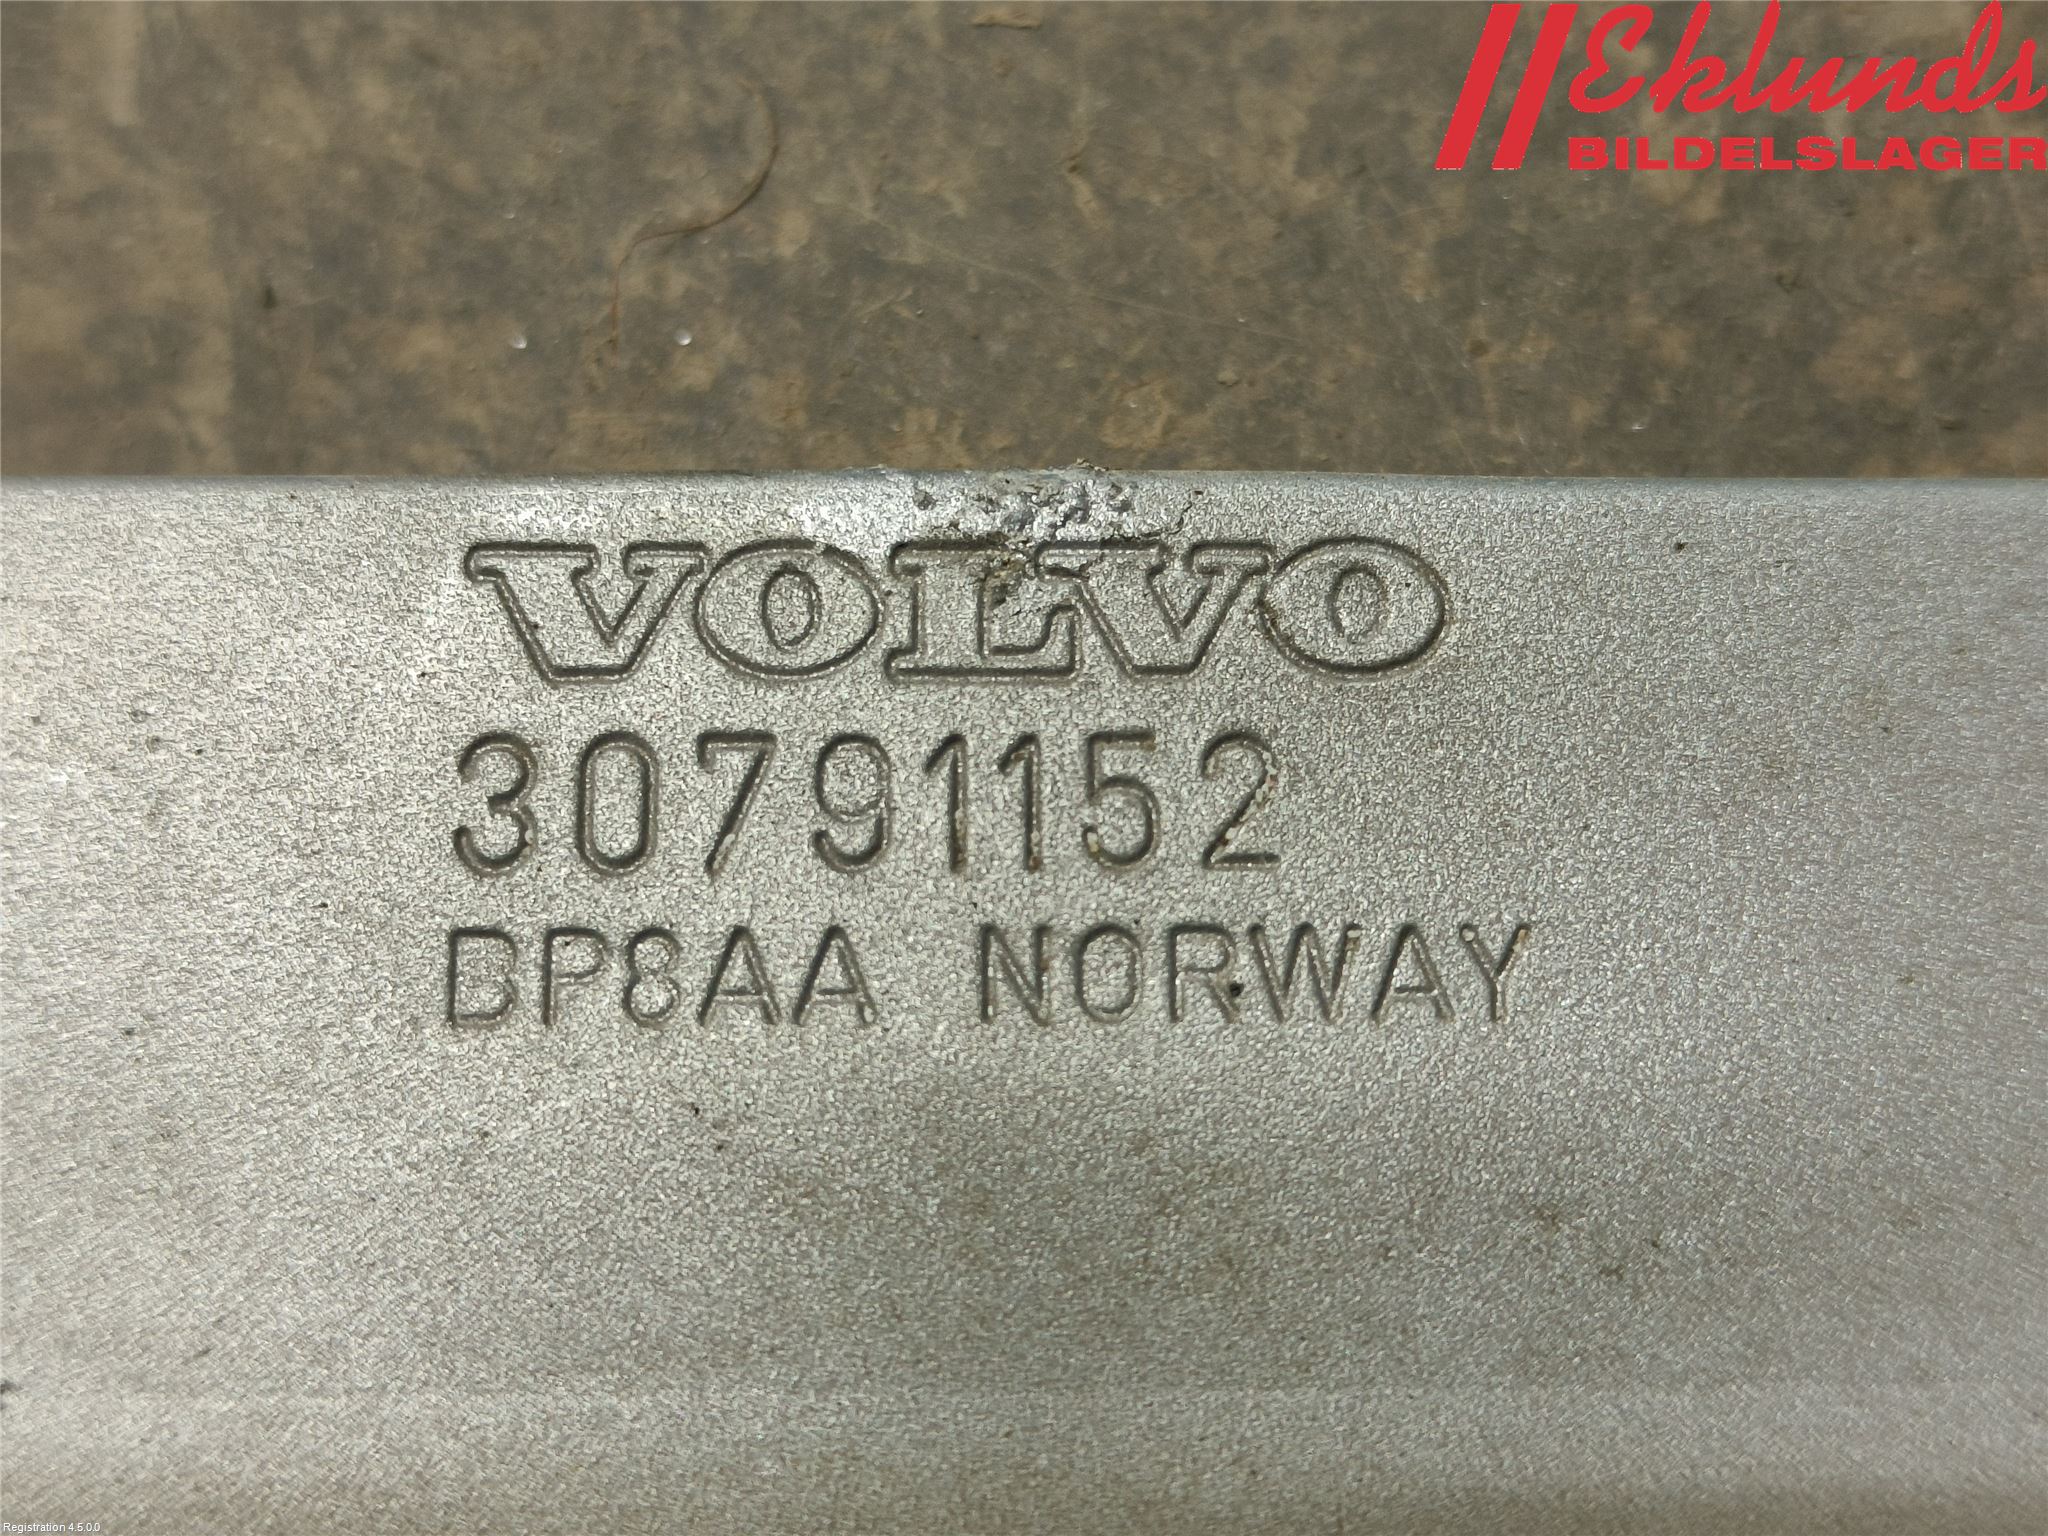 Eklunds
BILDELSLAGER
VOLVO
30791152
BP8AA NORWAY
Registration 4.5.0.0